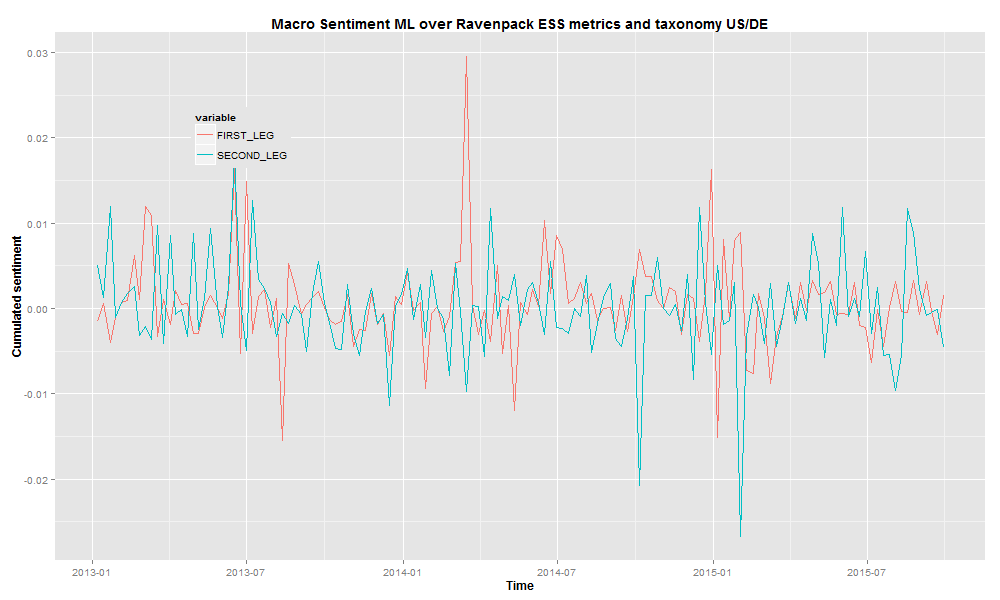 Macro Sentiment ML over Ravenpack ESS metrics and taxonomy US/DE
0.03
variable
FIRST_LEG
SECOND_LEG
0.02
0.01
0.00
-0.01
-0.02
Cumulated sentiment
2013-01 2013-07 2014-01 2014-07 2015-01 2015-07
Time